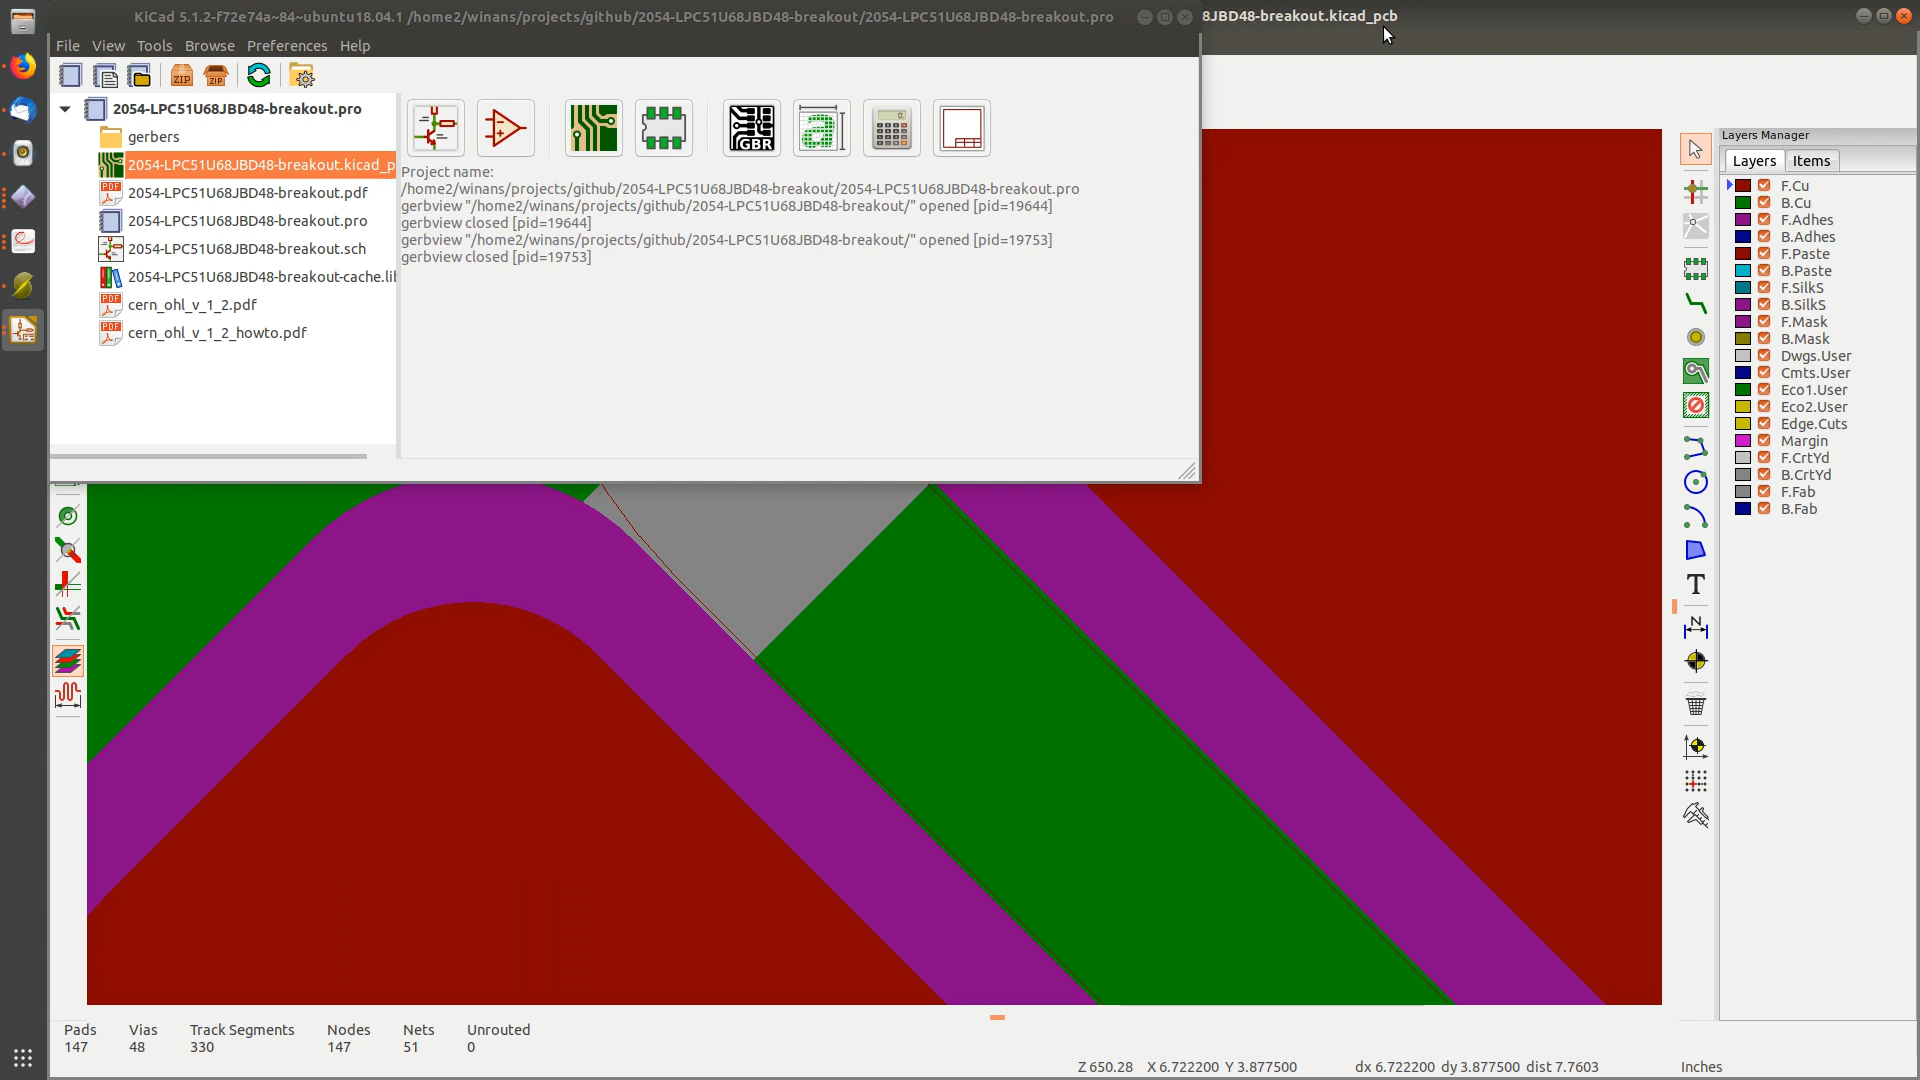 KiCad 5.1.2-f72e74a~84~ubuntu18.04.1 /home2/winans/projects/github/2054-LPC51U68JBD48-breakout/2054-LPC51U68JBD48-breakout.pro
8JBD48-breakout.kicad_pcb
File View Tools Browse Preferences Help
ZIP ZIP
2054-LPC51U68JBD48-breakout.pro
gerbers
2054-LPC51U68JBD48-breakout.kicad_p
PDF 2054-LPC51U68JBD48-breakout.pdf
2054-LPC51U68JBD48-breakout.pro
2054-LPC51U68JBD48-breakout.sch
2054-LPC51U68JBD48-breakout-cache.li
PDF cern_ohl_v_1_2.pdf
PDF cern_ohl_v_1_2_howto.pdf
GBR a 0.
Project name:
/home2/winans/projects/github/2054-LPC51U68JBD48-breakout/2054-LPC51U68JBD48-breakout.pro
gerbview "/home2/winans/projects/github/2054-LPC51U68JBD48-breakout/" opened [pid=19644]
gerbview closed [pid=19644]
gerbview "/home2/winans/projects/github/2054-LPC51U68JBD48-breakout/" opened [pid=19753]
gerbview closed [pid=19753]
Layers Manager
Layers Items
F.Cu
B.Cu
F.Adhes
B.Adhes
F.Paste
B.Paste
F.SilkS
B.SilkS
F.Mask
B.Mask
Dwgs.User
Cmts.User
Eco1.User
Eco2.User
Edge.Cuts
Margin
F.CrtYd
B.CrtYd
F.Fab
B.Fab
T
N
Pads Vias Track Segments Nodes Nets Unrouted
147 48 330 147 51 0
Z 650.28 X 6.722200 Y 3.877500 dx 6.722200 dy 3.877500 dist 7.7603 Inches